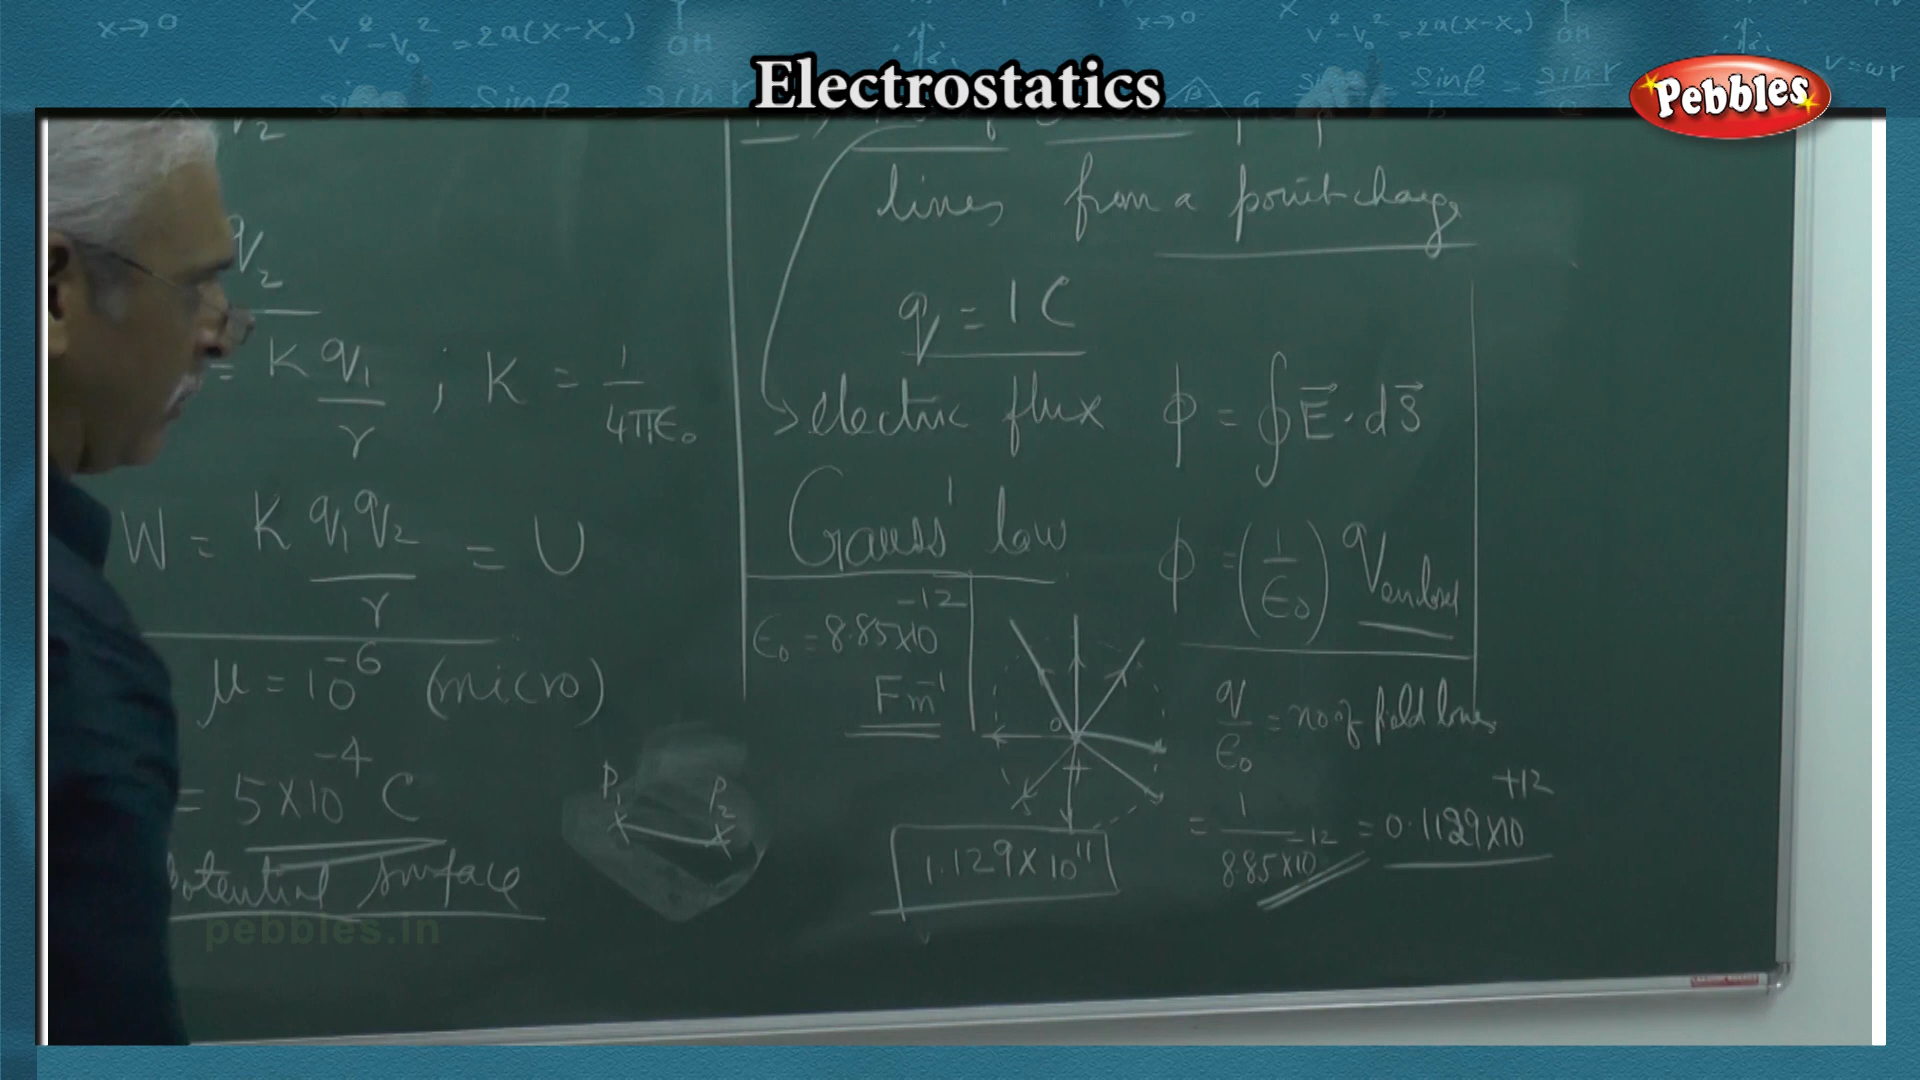 Electrostatics
Pebbles
V₂
q₂
= K q₁ / r , K = 1 / 4πϵ₀
W = K q₁q₂ / r = U
μ = 10⁻⁶ (micro)
= 5×10⁻⁴ C
potential surface
P₁ P₂
pebbles.in
lines from a point charge
q = 1 C
electric flux ϕ = ∮ E⃗ · dS⃗
Gauss' law ϕ = (1/ϵ₀) q enclosed
ϵ₀ = 8.85×10⁻¹²
Fm⁻¹
q/ϵ₀ = no of field lines
= 1 / 8.85×10⁻¹² = 0.1129×10⁺¹²
1.129×10¹¹